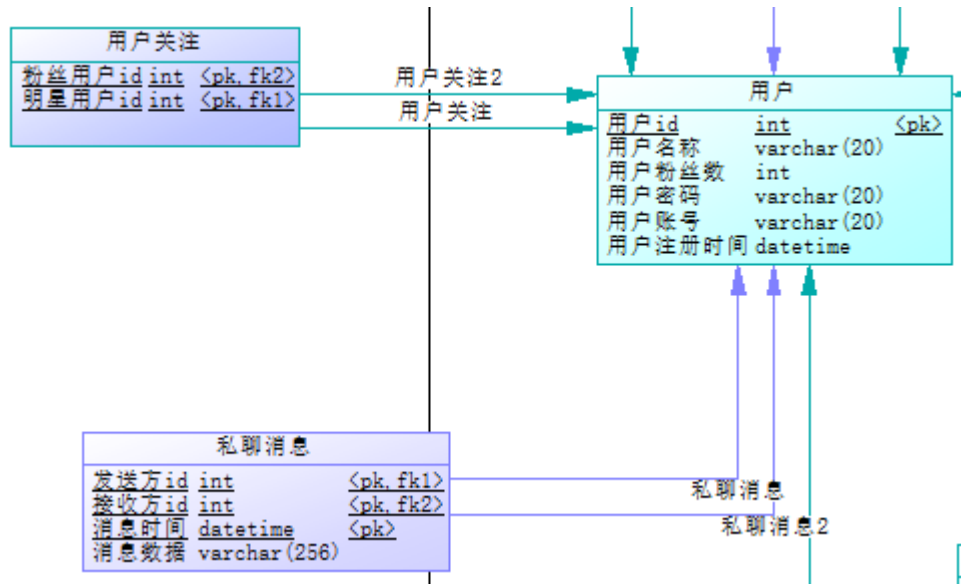 用户关注
粉丝用户id int <pk,fk2>
明星用户id int <pk,fk1>
用户关注2
用户关注
用户
用户id int <pk>
用户名称 varchar(20)
用户粉丝数 int
用户密码 varchar(20)
用户账号 varchar(20)
用户注册时间 datetime
私聊消息
发送方id int <pk,fk1>
接收方id int <pk,fk2>
消息时间 datetime <pk>
消息数据 varchar(256)
私聊消息
私聊消息2